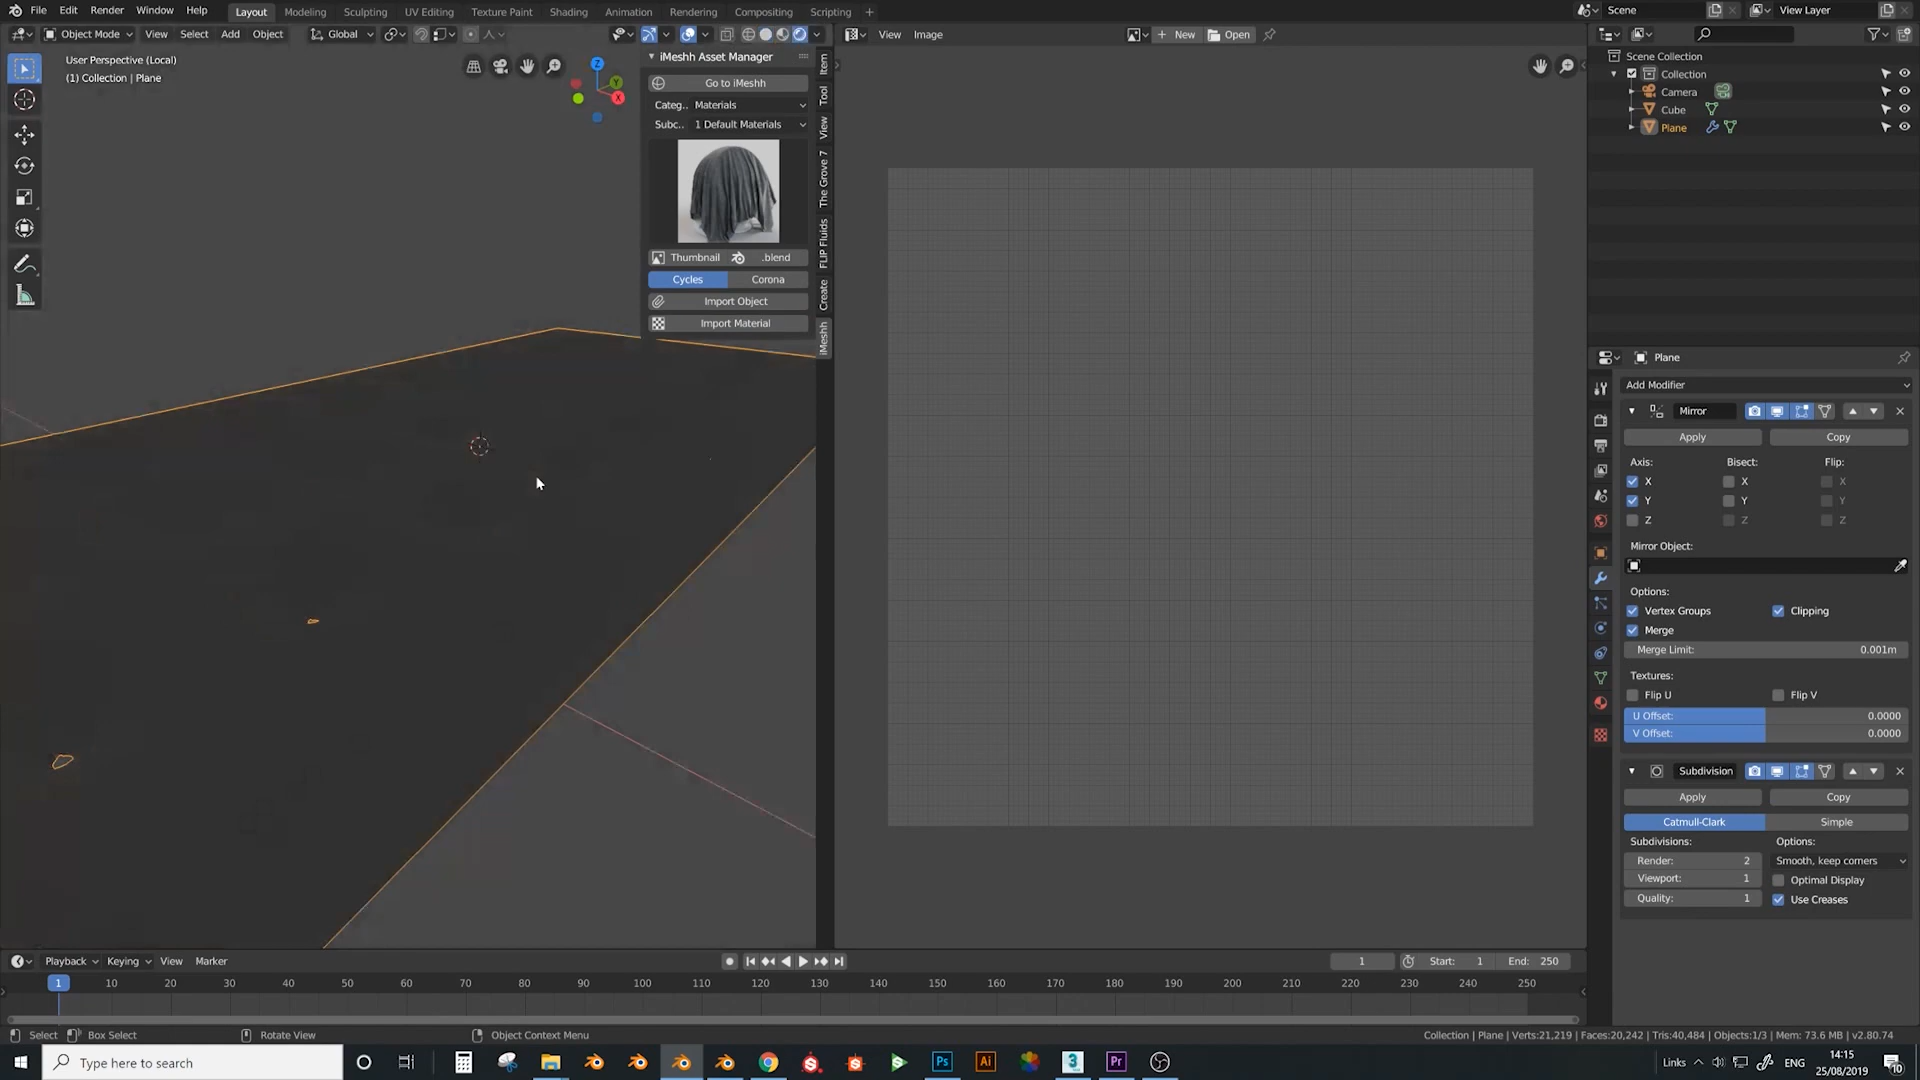 File Edit Render Window Help Layout Modeling Sculpting UV Editing Texture Paint Shading Animation Rendering Compositing Scripting + Scene View Layer
Object Mode View Select Add Object Global View Image New Open
User Perspective (Local)
(1) Collection | Plane
iMeshh Asset Manager
Go to iMeshh
Categ.. Materials
Subc.. 1 Default Materials
Thumbnail .blend
Cycles Corona
Import Object
Import Material
Item
Tool
View
The Grove 7
FLIP Fluids
Create
iMeshh
X
Y
Z
Scene Collection
Collection
Camera
Cube
Plane
Plane
Add Modifier
Mirror
Apply Copy
Axis: Bisect: Flip:
X X X
Y Y Y
Z Z Z
Mirror Object:
Options:
Vertex Groups Clipping
Merge
Merge Limit: 0.001m
Textures:
Flip U Flip V
U Offset: 0.0000
V Offset: 0.0000
Subdivision
Apply Copy
Catmull-Clark Simple
Subdivisions: Options:
Render: 2 Smooth, keep corners
Viewport: 1 Optimal Display
Quality: 1 Use Creases
Playback Keying View Marker 1 Start: 1 End: 250
1 10 20 30 40 50 60 70 80 90 100 110 120 130 140 150 160 170 180 190 200 210 220 230 240 250
Select Box Select Rotate View Object Context Menu Collection | Plane | Verts:21,219 | Faces:20,242 | Tris:40,484 | Objects:1/3 | Mem: 73.6 MB | v2.80.74
Type here to search Ps Ai 3 Pr Links ENG 14:15
25/08/2019
10